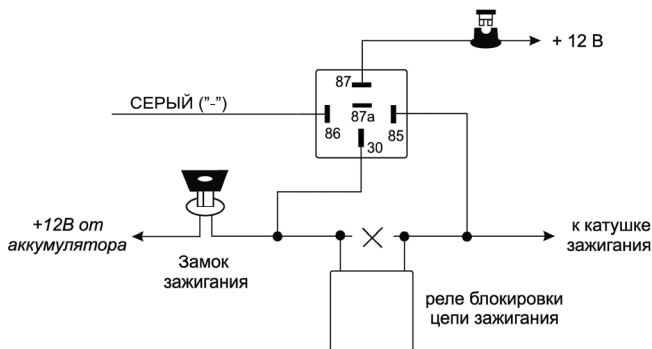 + 12 В
87
СЕРЫЙ ("-")
87а
86
85
30
+12В от
аккумулятора
Замок
зажигания
к катушке
зажигания
реле блокировки
цепи зажигания